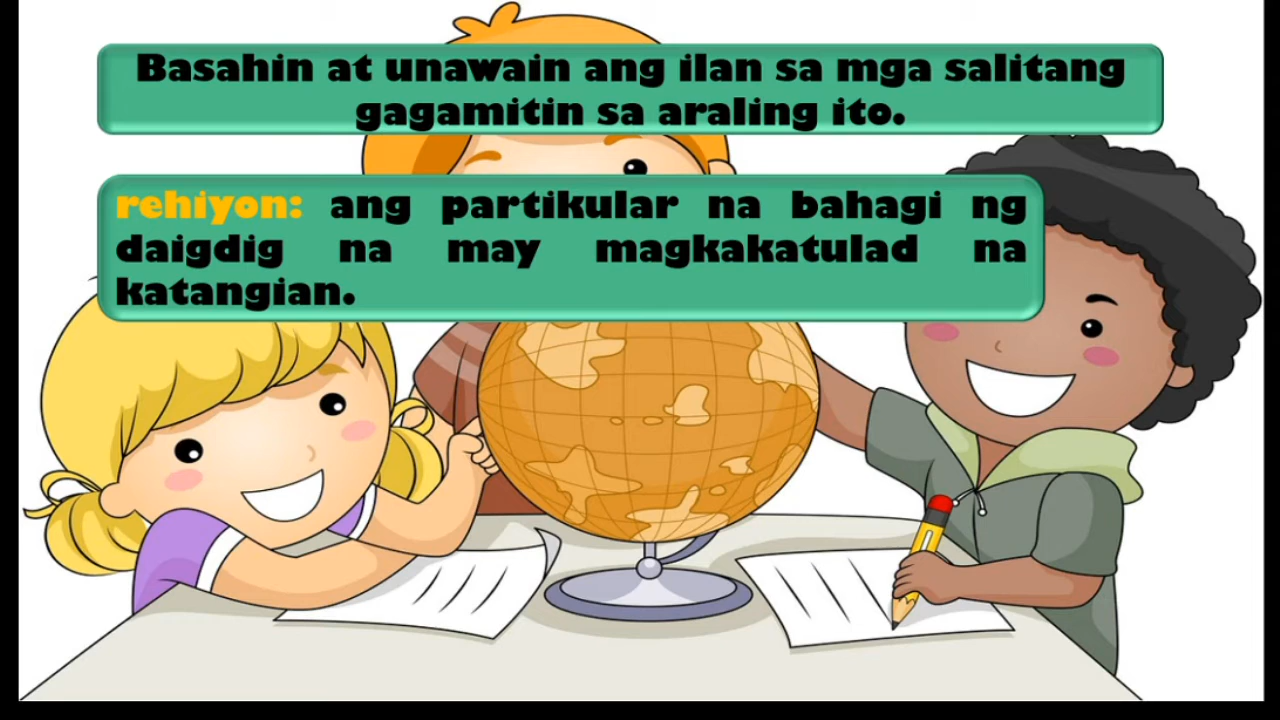 Basahin at unawain ang ilan sa mga salitang
gagamitin sa araling ito.
rehiyon: ang partikular na bahagi ng
daigdig na may magkakatulad na
katangian.